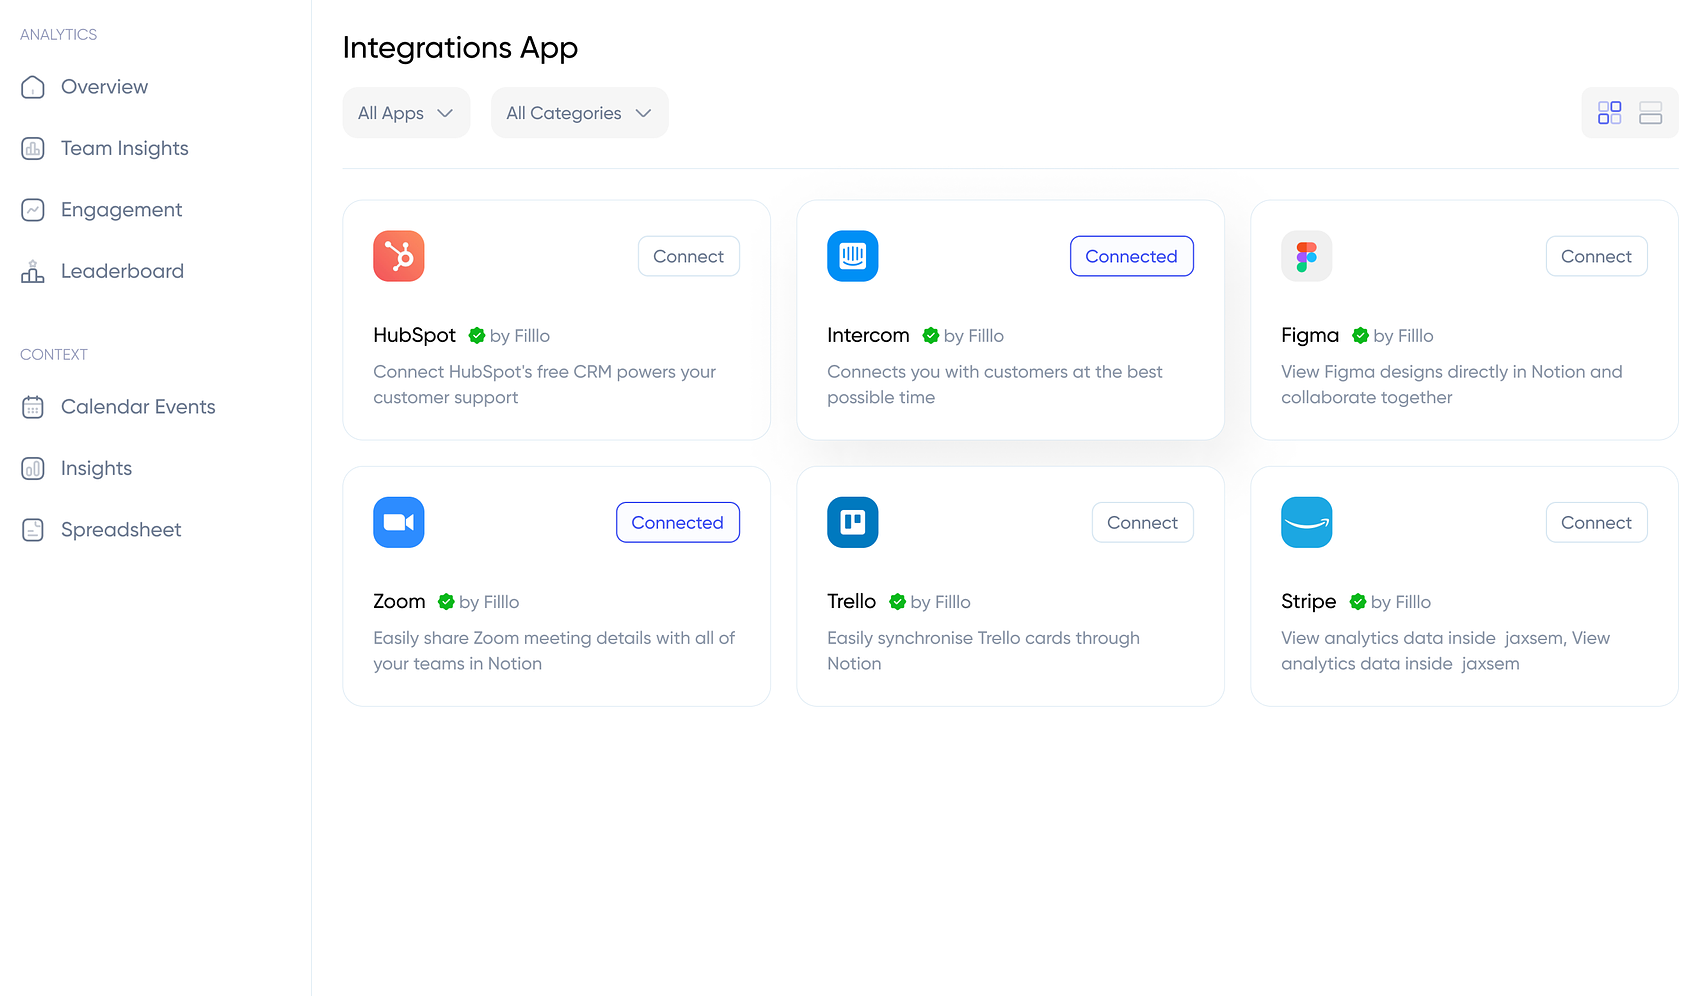 ANALYTICS
Overview
Team Insights
Engagement
Leaderboard
CONTEXT
Calendar Events
Insights
Spreadsheet
Integrations App
All Apps
All Categories
Connect
HubSpot by Filllo
Connect HubSpot's free CRM powers your
customer support
Connected
Intercom by Filllo
Connects you with customers at the best
possible time
Connect
Figma by Filllo
View Figma designs directly in Notion and
collaborate together
Connected
Zoom by Filllo
Easily share Zoom meeting details with all of
your teams in Notion
Connect
Trello by Filllo
Easily synchronise Trello cards through
Notion
Connect
Stripe by Filllo
View analytics data inside  jaxsem, View
analytics data inside  jaxsem